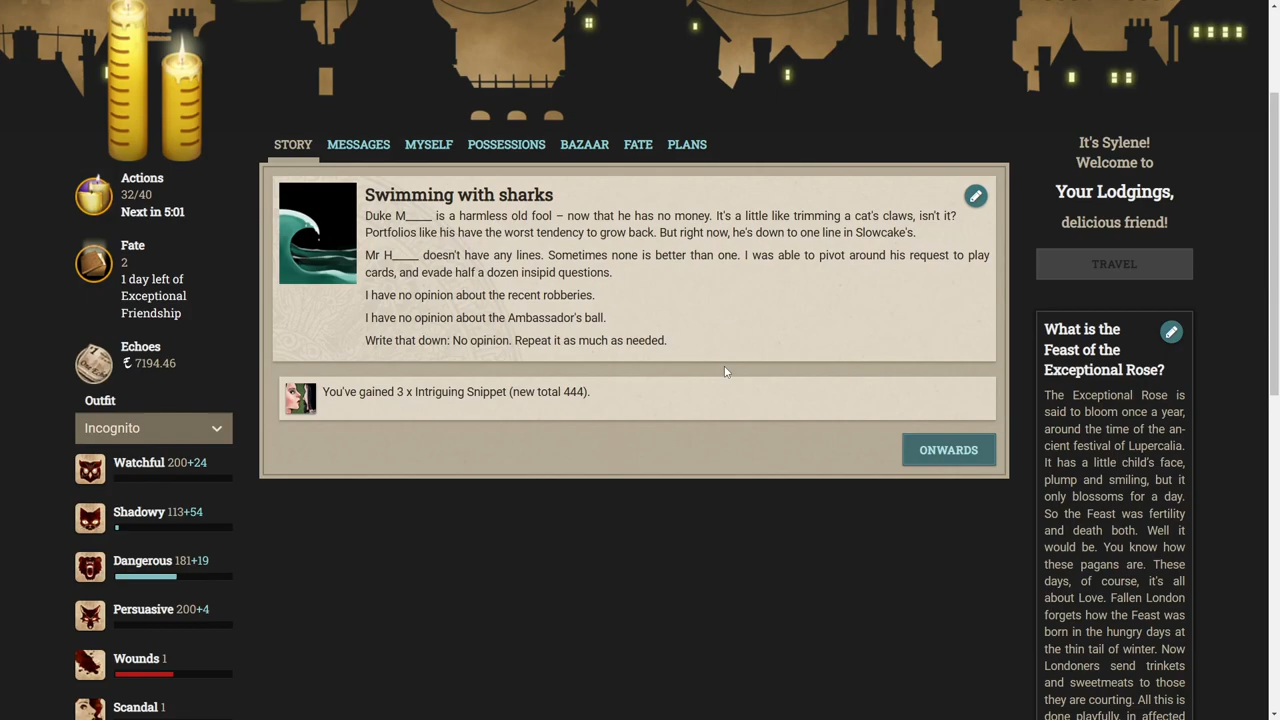 STORY MESSAGES MYSELF POSSESSIONS BAZAAR FATE PLANS
Actions
32/40
Next in 5:01
Fate
2
1 day left of
Exceptional
Friendship
Echoes
7194.46
Outfit
Incognito
Watchful 200+24
Shadowy 113+54
Dangerous 181+19
Persuasive 200+4
Wounds 1
Scandal 1
Swimming with sharks
Duke M____ is a harmless old fool – now that he has no money. It's a little like trimming a cat's claws, isn't it?
Portfolios like his have the worst tendency to grow back. But right now, he's down to one line in Slowcake's.
Mr H____ doesn't have any lines. Sometimes none is better than one. I was able to pivot around his request to play
cards, and evade half a dozen insipid questions.
I have no opinion about the recent robberies.
I have no opinion about the Ambassador's ball.
Write that down: No opinion. Repeat it as much as needed.
You've gained 3 x Intriguing Snippet (new total 444).
ONWARDS
It's Sylene!
Welcome to
Your Lodgings,
delicious friend!
TRAVEL
What is the
Feast of the
Exceptional Rose?
The Exceptional Rose is
said to bloom once a year,
around the time of the an-
cient festival of Lupercalia.
It has a little child's face,
plump and smiling, but it
only blossoms for a day.
So the Feast was fertility
and death both. Well it
would be. You know how
these pagans are. These
days, of course, it's all
about Love. Fallen London
forgets how the Feast was
born in the hungry days at
the thin tail of winter. Now
Londoners send trinkets
and sweetmeats to those
they are courting. All this is
done playfully, in affected